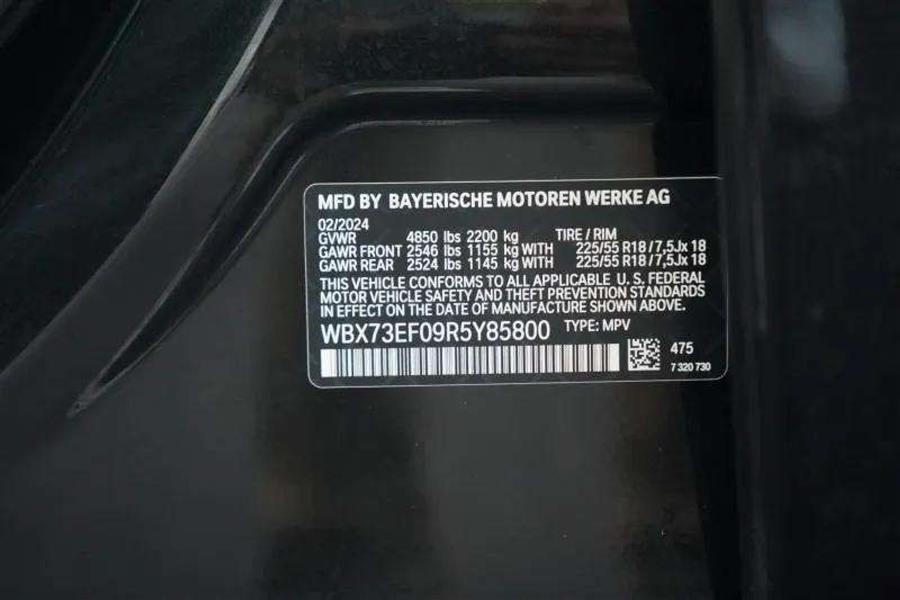 MFD BY BAYERISCHE MOTOREN WERKE AG
02/2024
GVWR 4850 lbs 2200 kg TIRE / RIM
GAWR FRONT 2546 lbs 1155 kg WITH 225/55 R18 / 7,5Jx 18
GAWR REAR 2524 lbs 1145 kg WITH 225/55 R18 / 7,5Jx 18
THIS VEHICLE CONFORMS TO ALL APPLICABLE U. S. FEDERAL
MOTOR VEHICLE SAFETY AND THEFT PREVENTION STANDARDS
IN EFFECT ON THE DATE OF MANUFACTURE SHOWN ABOVE.
WBX73EF09R5Y85800 TYPE: MPV
475
7 320 730